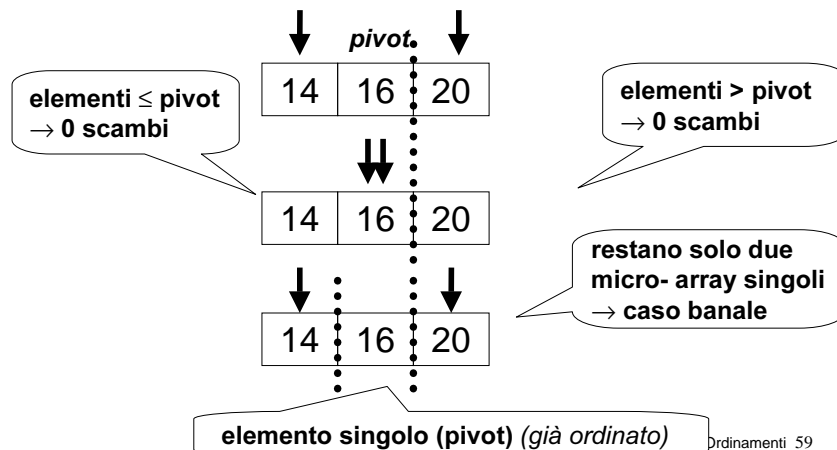 pivot
14 16 20
elementi ≤ pivot
→ 0 scambi
elementi > pivot
→ 0 scambi
14 16 20
restano solo due
micro- array singoli
→ caso banale
14 16 20
elemento singolo (pivot) (già ordinato)
Ordinamenti 59